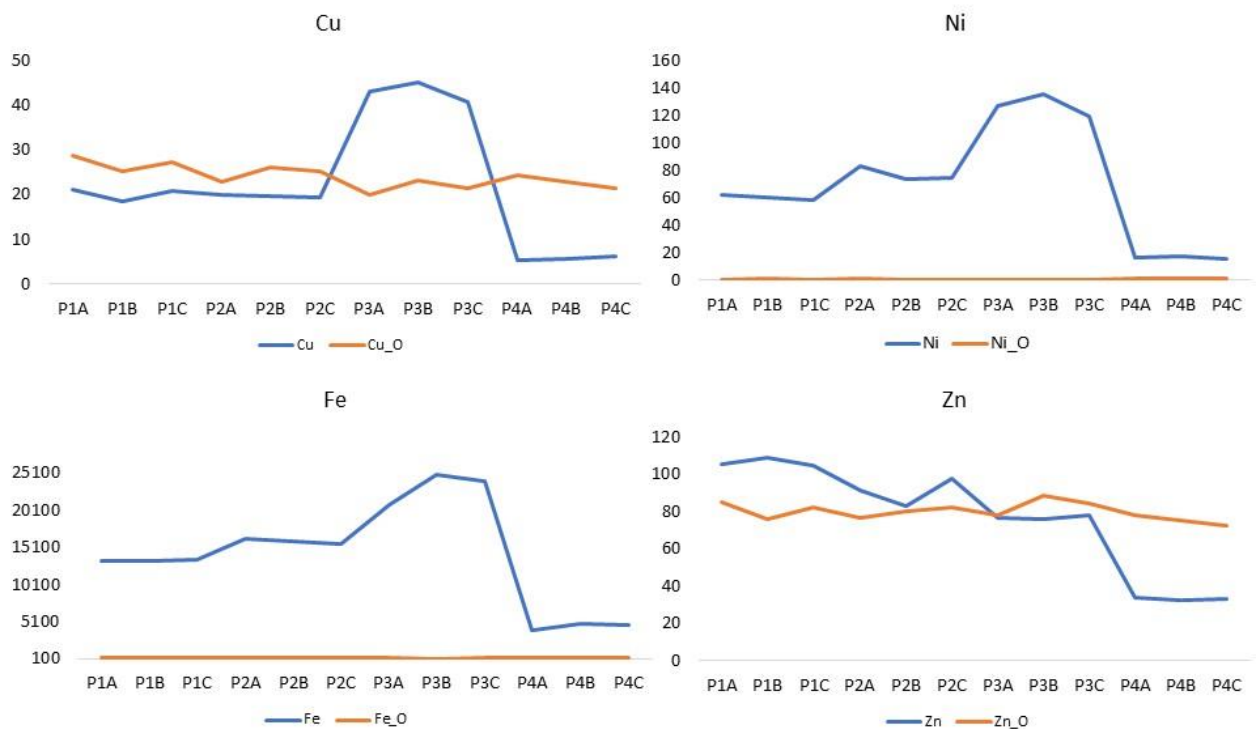 Cu
50
40
30
20
10
0
P1A P1B P1C P2A P2B P2C P3A P3B P3C P4A P4B P4C
Cu Cu_O
Ni
160
140
120
100
80
60
40
20
0
P1A P1B P1C P2A P2B P2C P3A P3B P3C P4A P4B P4C
Ni Ni_O
Fe
25100
20100
15100
10100
5100
100
P1A P1B P1C P2A P2B P2C P3A P3B P3C P4A P4B P4C
Fe Fe_O
Zn
120
100
80
60
40
20
0
P1A P1B P1C P2A P2B P2C P3A P3B P3C P4A P4B P4C
Zn Zn_O